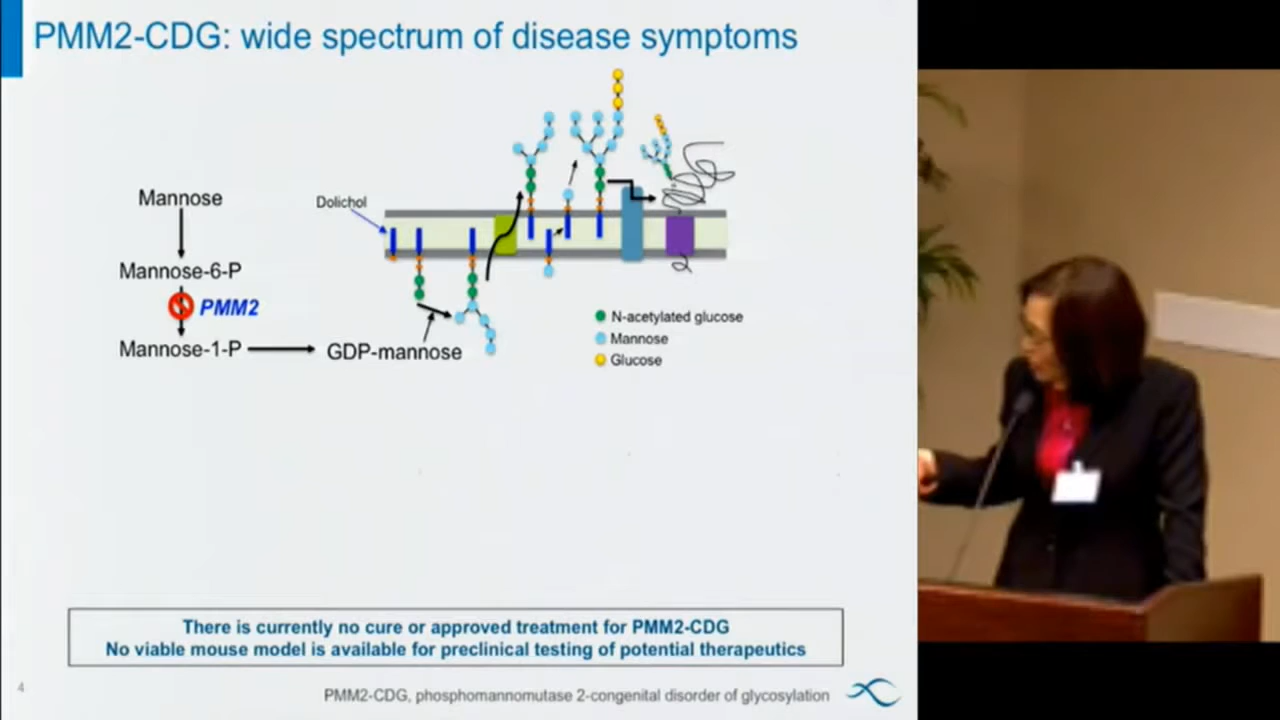 PMM2-CDG: wide spectrum of disease symptoms
Mannose
Dolichol
Mannose-6-P
PMM2
Mannose-1-P
GDP-mannose
N-acetylated glucose
Mannose
Glucose
There is currently no cure or approved treatment for PMM2-CDG
No viable mouse model is available for preclinical testing of potential therapeutics
4
PMM2-CDG, phosphomannomutase 2-congenital disorder of glycosylation